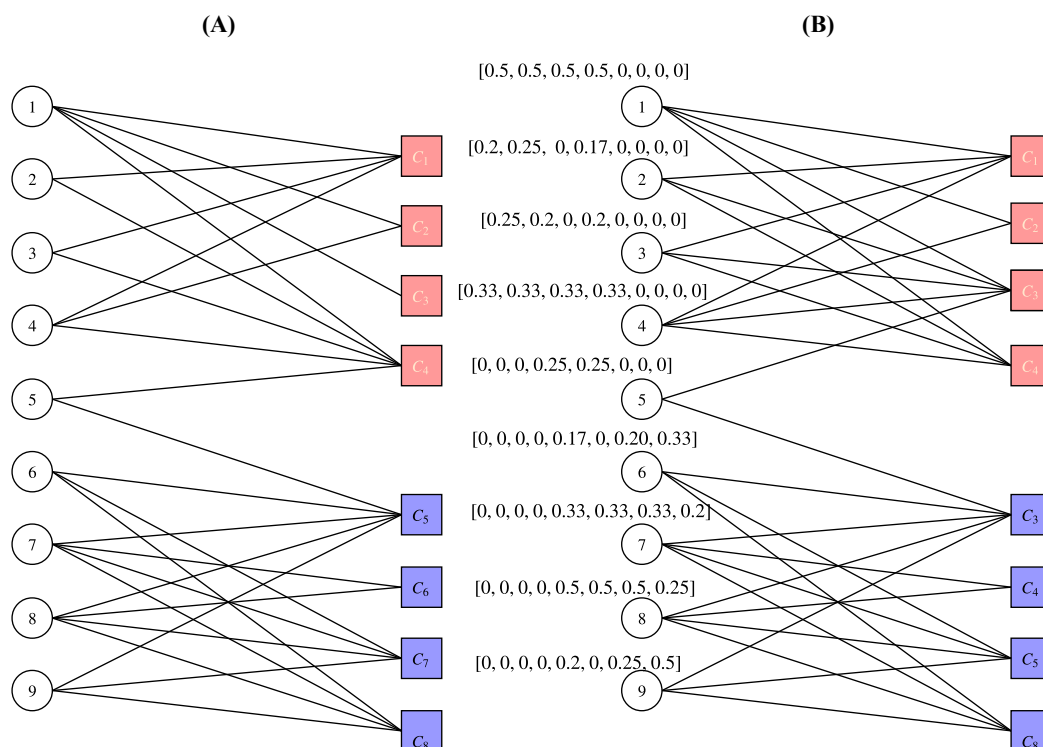 (A)
(B)
[0.5, 0.5, 0.5, 0.5, 0, 0, 0, 0]
1
1
C1
[0.2, 0.25, 0, 0.17, 0, 0, 0, 0]
C1
2
2
C2
[0.25, 0.2, 0, 0.2, 0, 0, 0, 0]
C2
3
3
C3
[0.33, 0.33, 0.33, 0.33, 0, 0, 0, 0]
C3
4
4
C4
[0, 0, 0, 0.25, 0.25, 0, 0, 0]
C4
5
5
[0, 0, 0, 0, 0.17, 0, 0.20, 0.33]
6
6
C5
[0, 0, 0, 0, 0.33, 0.33, 0.33, 0.2]
C3
7
7
C6
[0, 0, 0, 0, 0.5, 0.5, 0.5, 0.25]
C4
8
8
C7
[0, 0, 0, 0, 0.2, 0, 0.25, 0.5]
C5
9
9
C8
C8